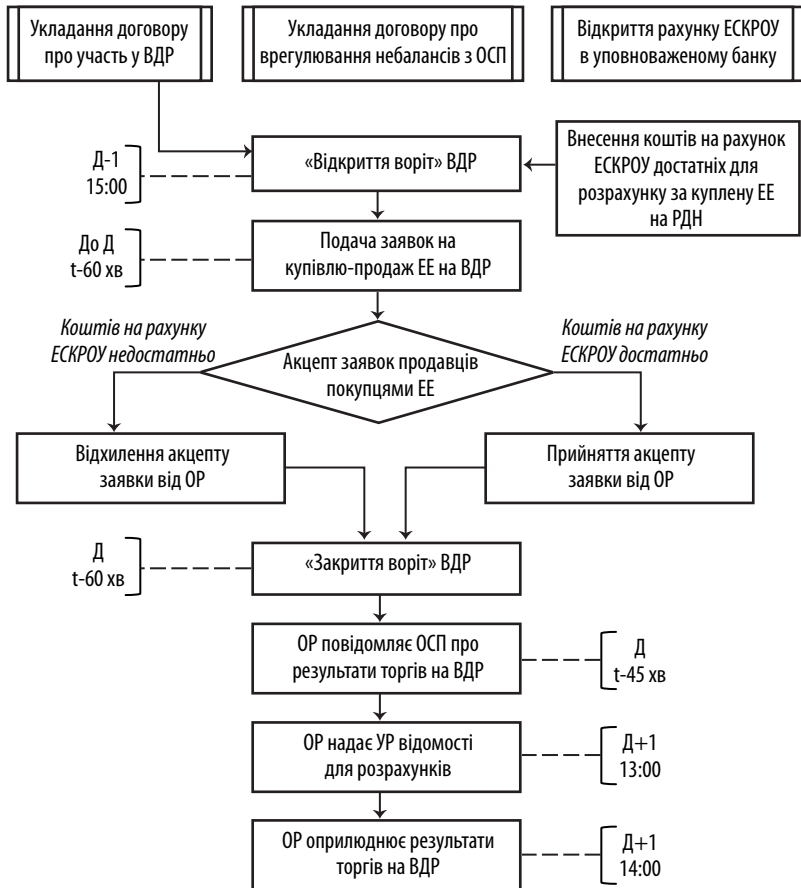 Укладання договору
про участь у ВДР
Укладання договору про
врегулювання небалансів з ОСП
Відкриття рахунку ЕСКРОУ
в уповноваженому банку
Д-1
15:00
«Відкриття воріт» ВДР
Внесення коштів на рахунок
ЕСКРОУ достатніх для
розрахунку за куплену ЕЕ
на РДН
До Д
t-60 хв
Подача заявок на
купівлю-продаж ЕЕ на ВДР
Коштів на рахунку
ЕСКРОУ недостатньо
Акцепт заявок продавців
покупцями ЕЕ
Коштів на рахунку
ЕСКРОУ достатньо
Відхилення акцепту
заявки від ОР
Прийняття акцепту
заявки від ОР
Д
t-60 хв
«Закриття воріт» ВДР
ОР повідомляє ОСП про
результати торгів на ВДР
Д
t-45 хв
ОР надає УР відомості
для розрахунків
Д+1
13:00
ОР оприлюднює результати
торгів на ВДР
Д+1
14:00